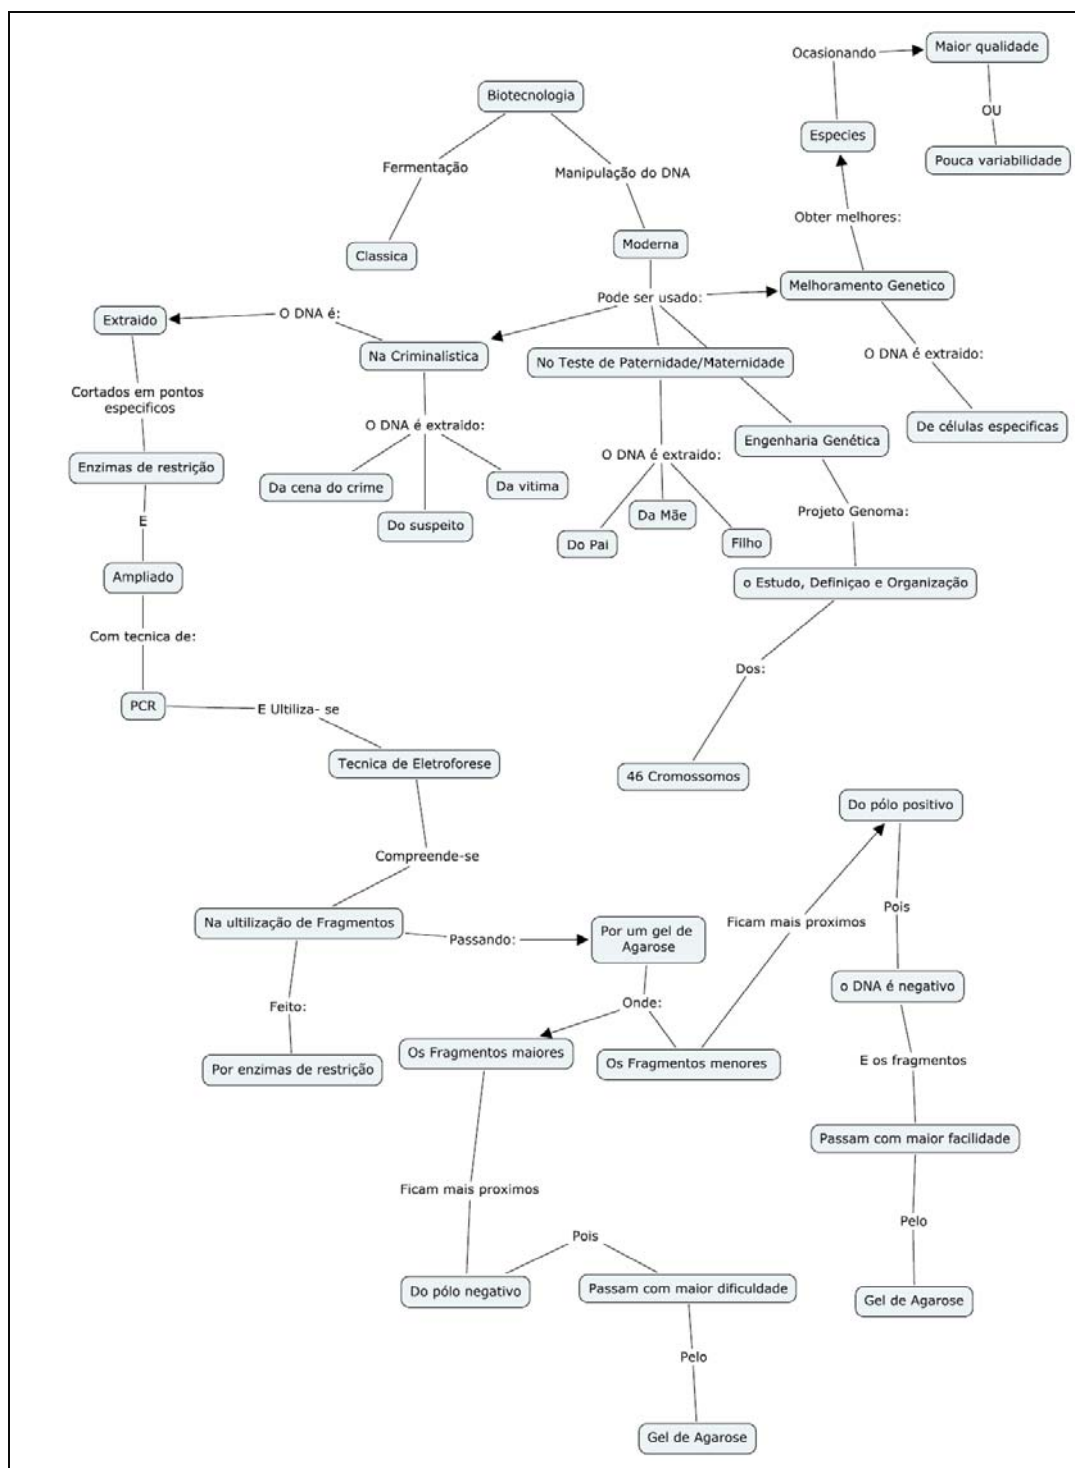 Ocasionando
Maior qualidade
Biotecnologia
OU
Especies
Pouca variabilidade
Fermentação
Manipulação do DNA
Obter melhores:
Classica
Moderna
Pode ser usado:
Melhoramento Genetico
Extraido
O DNA é:
Na Criminalistica
No Teste de Paternidade/Maternidade
O DNA é extraido:
Cortados em pontos
especificos
O DNA é extraido:
Engenharia Genética
De células especificas
Enzimas de restrição
O DNA é extraido:
Da cena do crime
Da vitima
Do suspeito
Da Mãe
Do Pai
Filho
Projeto Genoma:
E
Ampliado
o Estudo, Definiçao e Organização
Com tecnica de:
Dos:
PCR
E Ultiliza- se
Tecnica de Eletroforese
46 Cromossomos
Do pólo positivo
Compreende-se
Na ultilização de Fragmentos
Passando:
Por um gel de
Agarose
Ficam mais proximos
Pois
o DNA é negativo
Feito:
Onde:
Por enzimas de restrição
Os Fragmentos maiores
Os Fragmentos menores
E os fragmentos
Passam com maior facilidade
Ficam mais proximos
Pelo
Pois
Do pólo negativo
Passam com maior dificuldade
Gel de Agarose
Pelo
Gel de Agarose